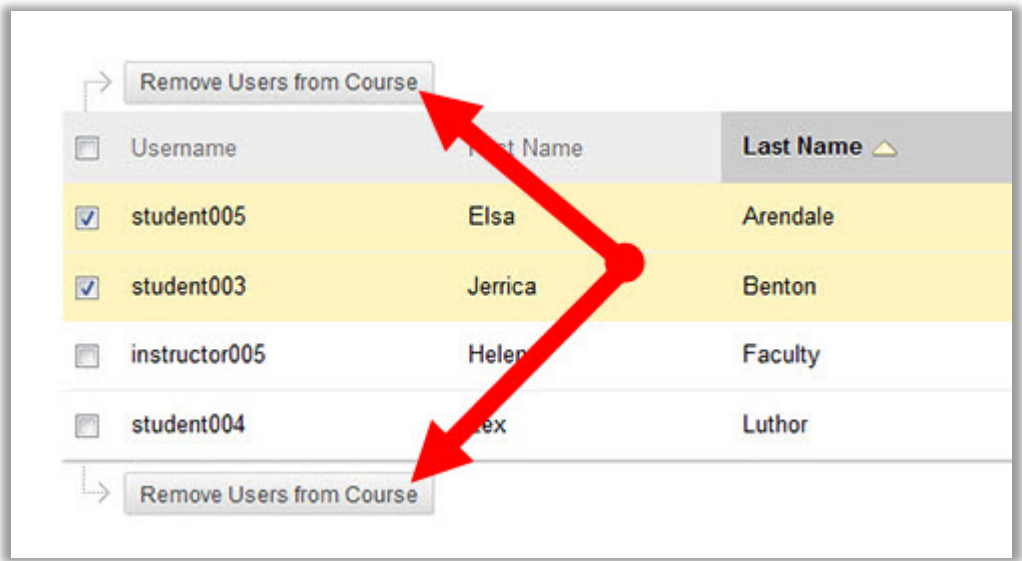 Remove Users from Course
Username Name Last Name
student005 Elsa Arendale
student003 Jerrica Benton
instructor005 Faculty
student004 Luthor
Remove Users from Course